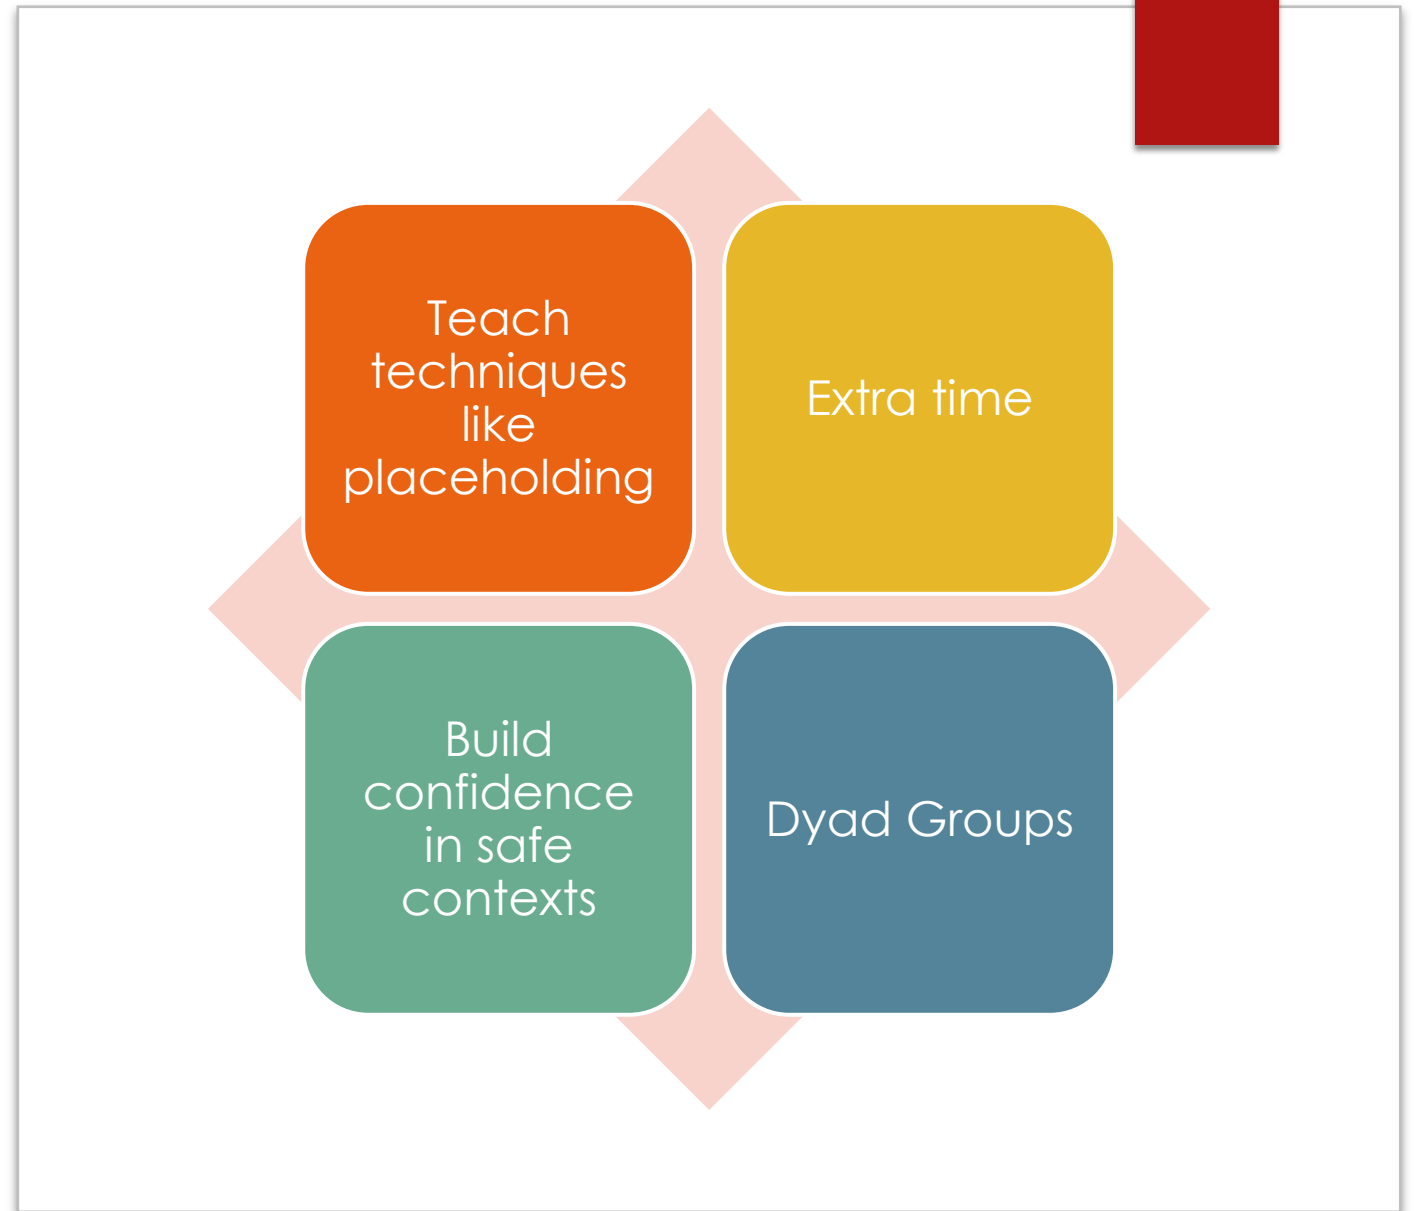 Teach
techniques
like
placeholding
Extra time
Build
confidence
in safe
contexts
Dyad Groups